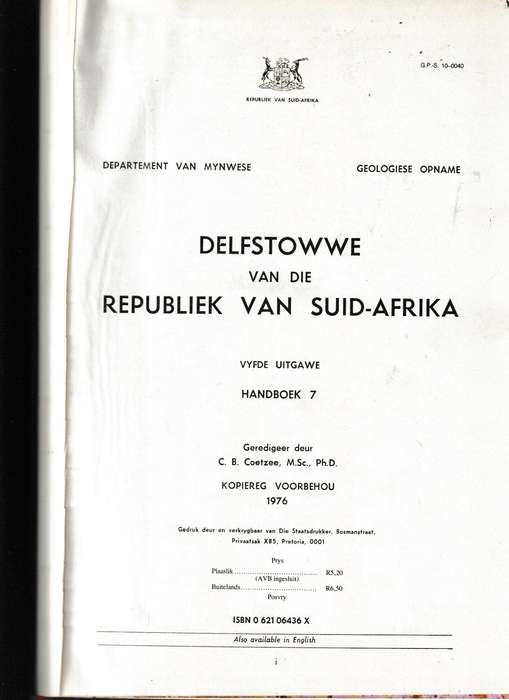 G.P.-S. 10-0040
REPUBLIEK VAN SUID-AFRIKA
DEPARTEMENT VAN MYNWESE
GEOLOGIESE OPNAME
DELFSTOWWE
VAN DIE
REPUBLIEK VAN SUID-AFRIKA
VYFDE UITGAWE
HANDBOEK 7
Geredigeer deur
C. B. Coetzee, M.Sc., Ph.D.
KOPIEREG VOORBEHOU
1976
Gedruk deur en verkrygbaar van Die Staatsdrukker, Bosmanstraat,
Privaatsak X85, Pretoria, 0001
Prys
Plaaslik.............................. R5,20
(AVB ingesluit)
Buitelands........................... R6,50
Posvry
ISBN 0 621 06436 X
Also available in English
i